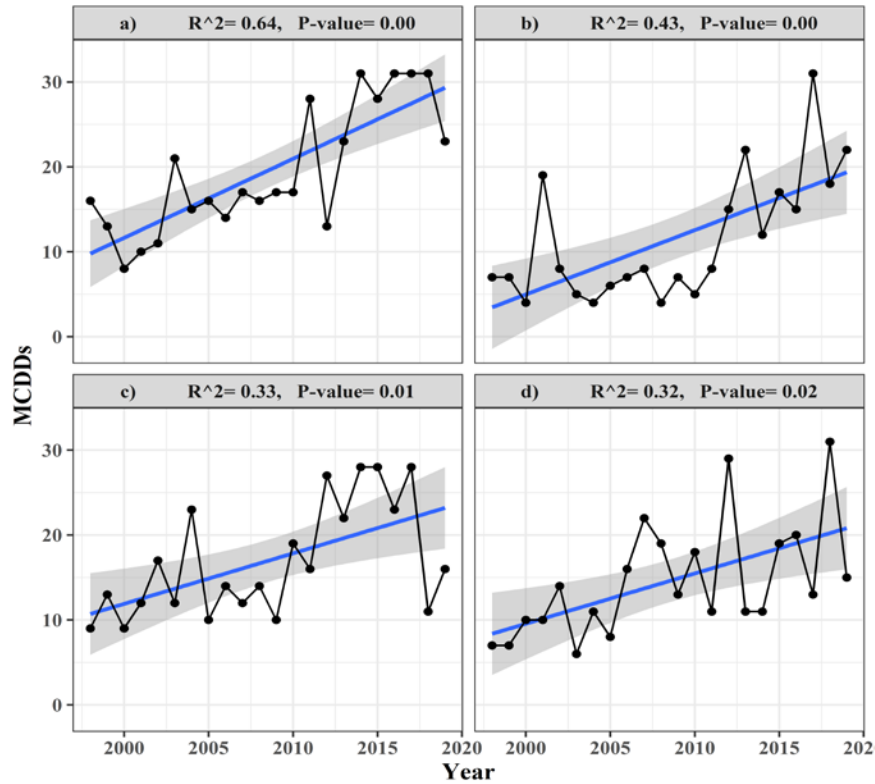 a) R^2= 0.64, P-value= 0.00
b) R^2= 0.43, P-value= 0.00
30
20
10
0
c) R^2= 0.33, P-value= 0.01
d) R^2= 0.32, P-value= 0.02
30
20
10
0
MCDDs
2000 2005 2010 2015 2020
2000 2005 2010 2015 202
Year